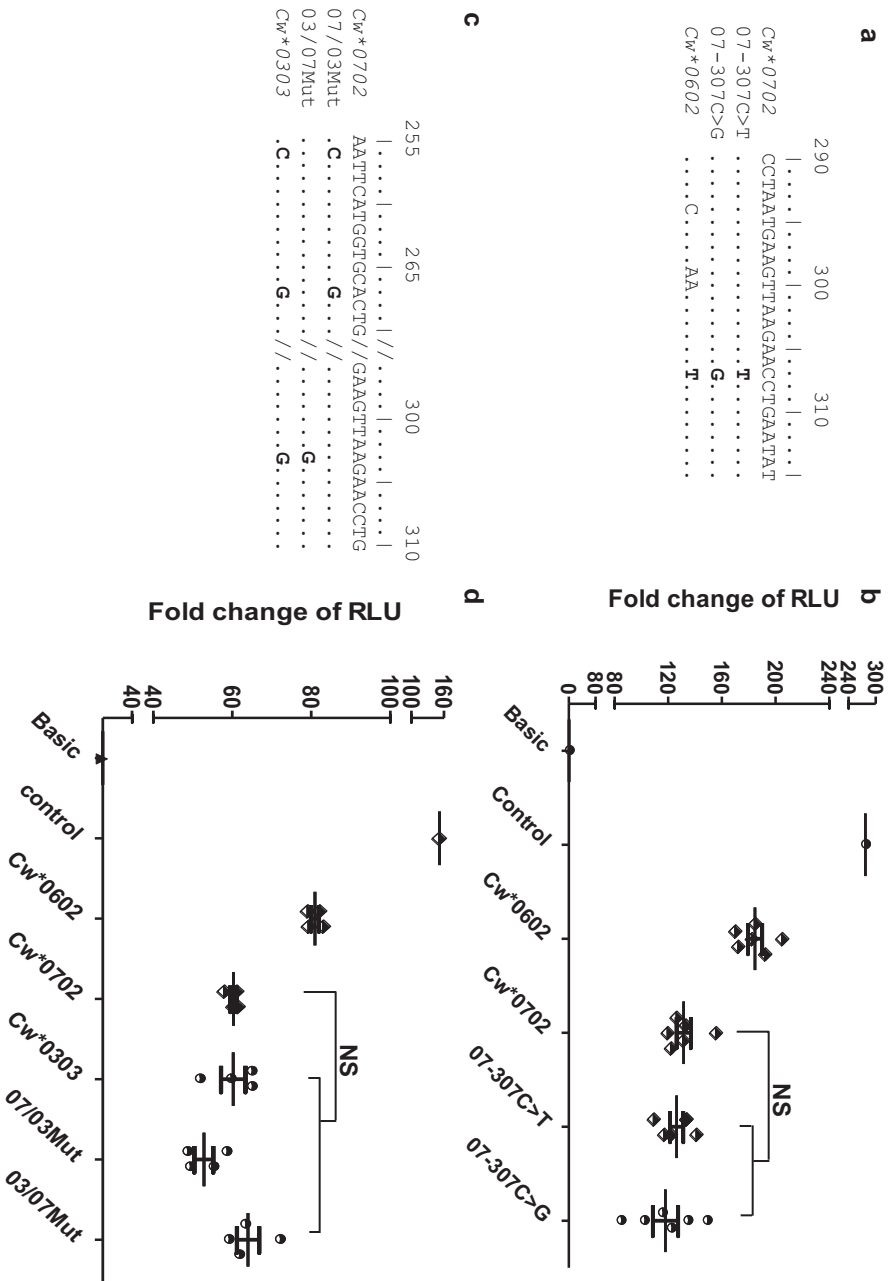 a
290 300 310
|....|....|....|....|....|
Cw*0702 CCTAATGAAGTTAAGAACCTGAATAT
07-307C>T .................T........
07-307C>G .................G........
Cw*0602 ....C....AA......T........
b
Fold change of RLU
300
240
240
200
160
120
80
80
0
NS
Basic
Control
Cw*0602
Cw*0702
07-307C>T
07-307C>G
c
255 265 300 310
|....|....|....|//....|....|....|
Cw*0702 AATTCATGGTGCACTG//GAAGTTAAGAACCTG
07/03Mut .C..........G...//...............
03/07Mut ................//.......G.......
Cw*0303 .C..........G...//.......G.......
d
Fold change of RLU
160
100
100
80
60
40
40
NS
Basic
control
Cw*0602
Cw*0702
Cw*0303
07/03Mut
03/07Mut